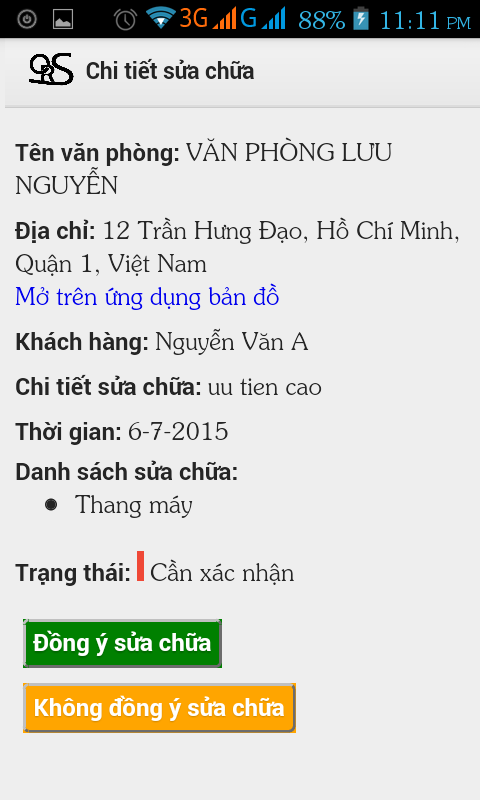 3G G 88% 11:11 PM
ORS Chi tiết sửa chữa
Tên văn phòng: VĂN PHÒNG LƯU
NGUYỄN
Địa chỉ: 12 Trần Hưng Đạo, Hồ Chí Minh,
Quận 1, Việt Nam
Mở trên ứng dụng bản đồ
Khách hàng: Nguyễn Văn A
Chi tiết sửa chữa: uu tien cao
Thời gian: 6-7-2015
Danh sách sửa chữa:
• Thang máy
Trạng thái: Cần xác nhận
Đồng ý sửa chữa
Không đồng ý sửa chữa